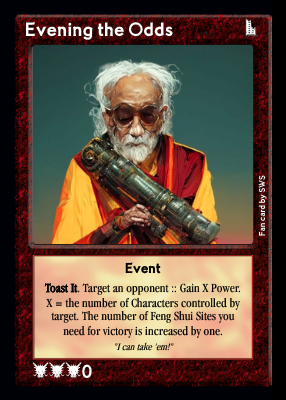 Evening the Odds
Fan card by SWS
Event
Toast It. Target an opponent :: Gain X Power.
X = the number of Characters controlled by
target. The number of Feng Shui Sites you
need for victory is increased by one.
"I can take 'em!"
0